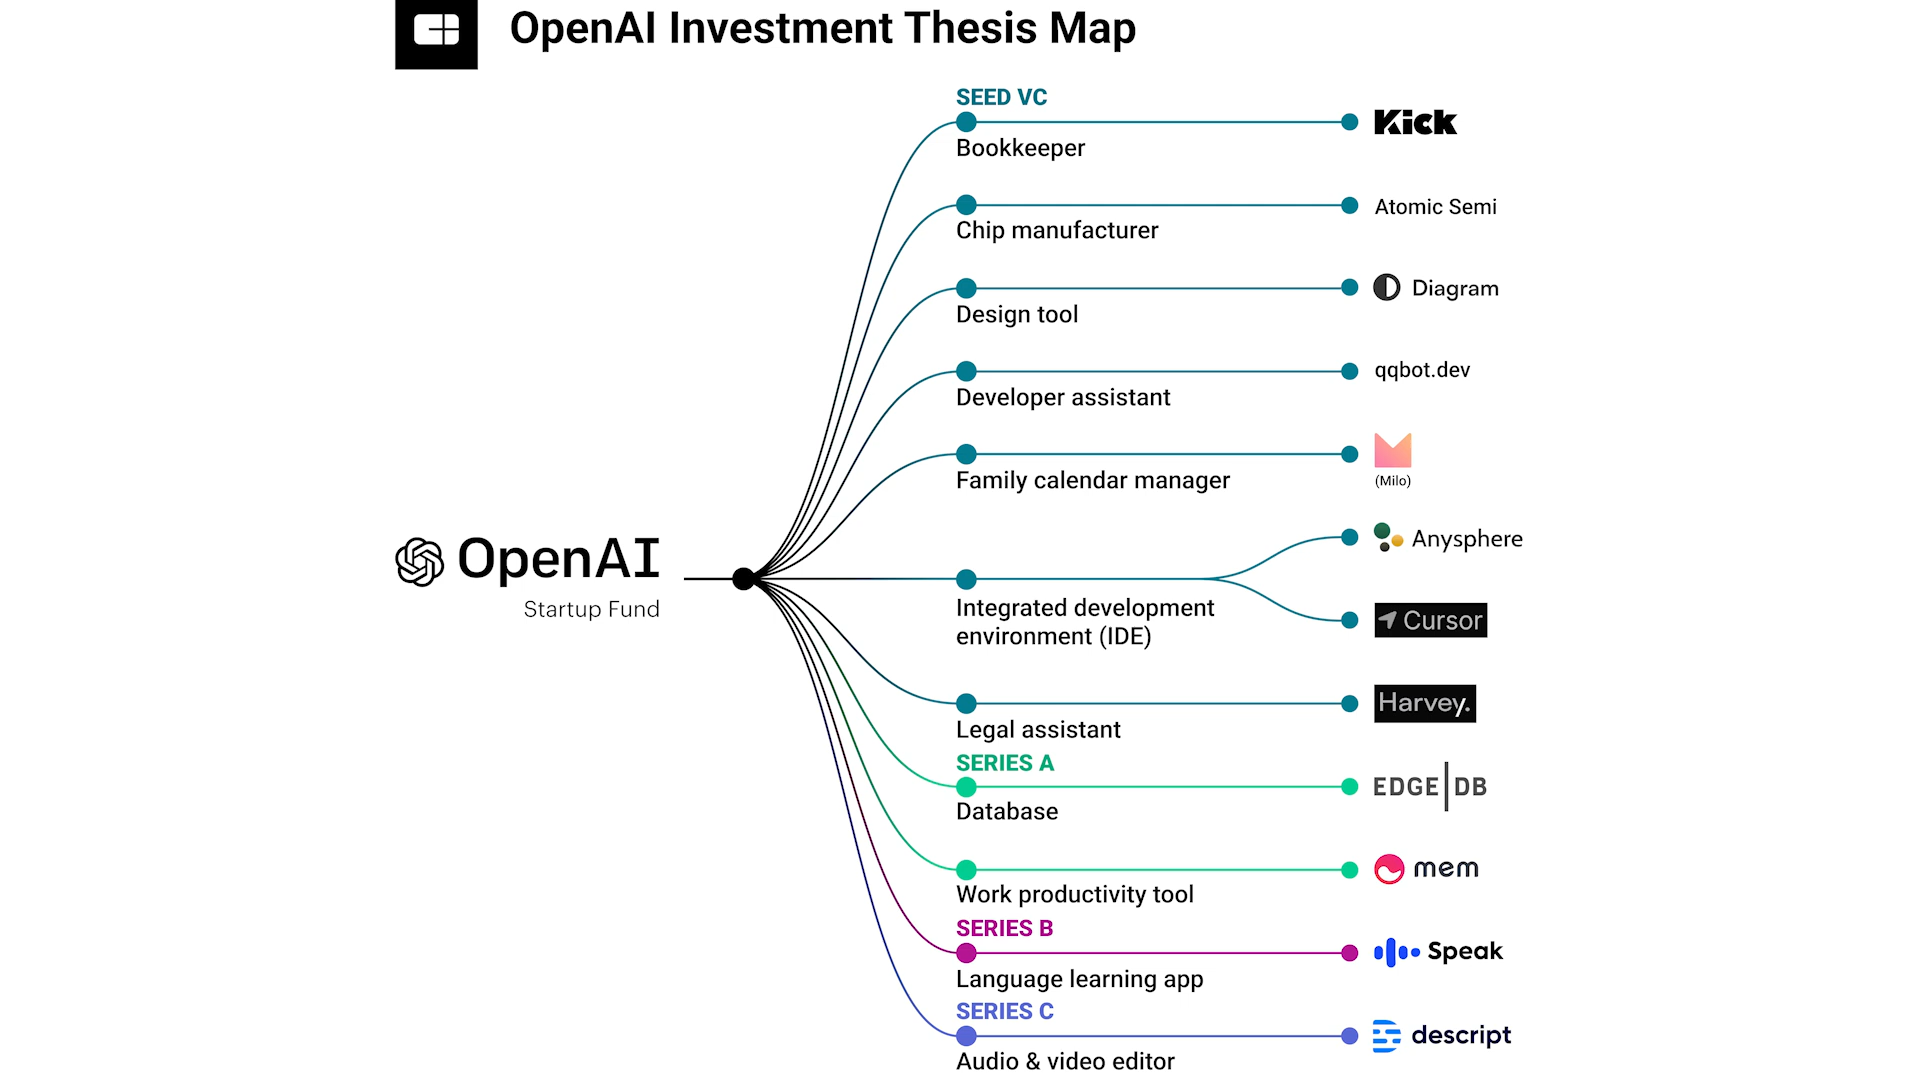 OpenAI Investment Thesis Map
SEED VC
Bookkeeper
Kick
Chip manufacturer
Atomic Semi
Design tool
Diagram
Developer assistant
qqbot.dev
Family calendar manager
(Milo)
OpenAI
Startup Fund
Integrated development
environment (IDE)
Anysphere
Cursor
Legal assistant
Harvey.
SERIES A
Database
EDGE|DB
Work productivity tool
mem
SERIES B
Language learning app
Speak
SERIES C
Audio & video editor
descript